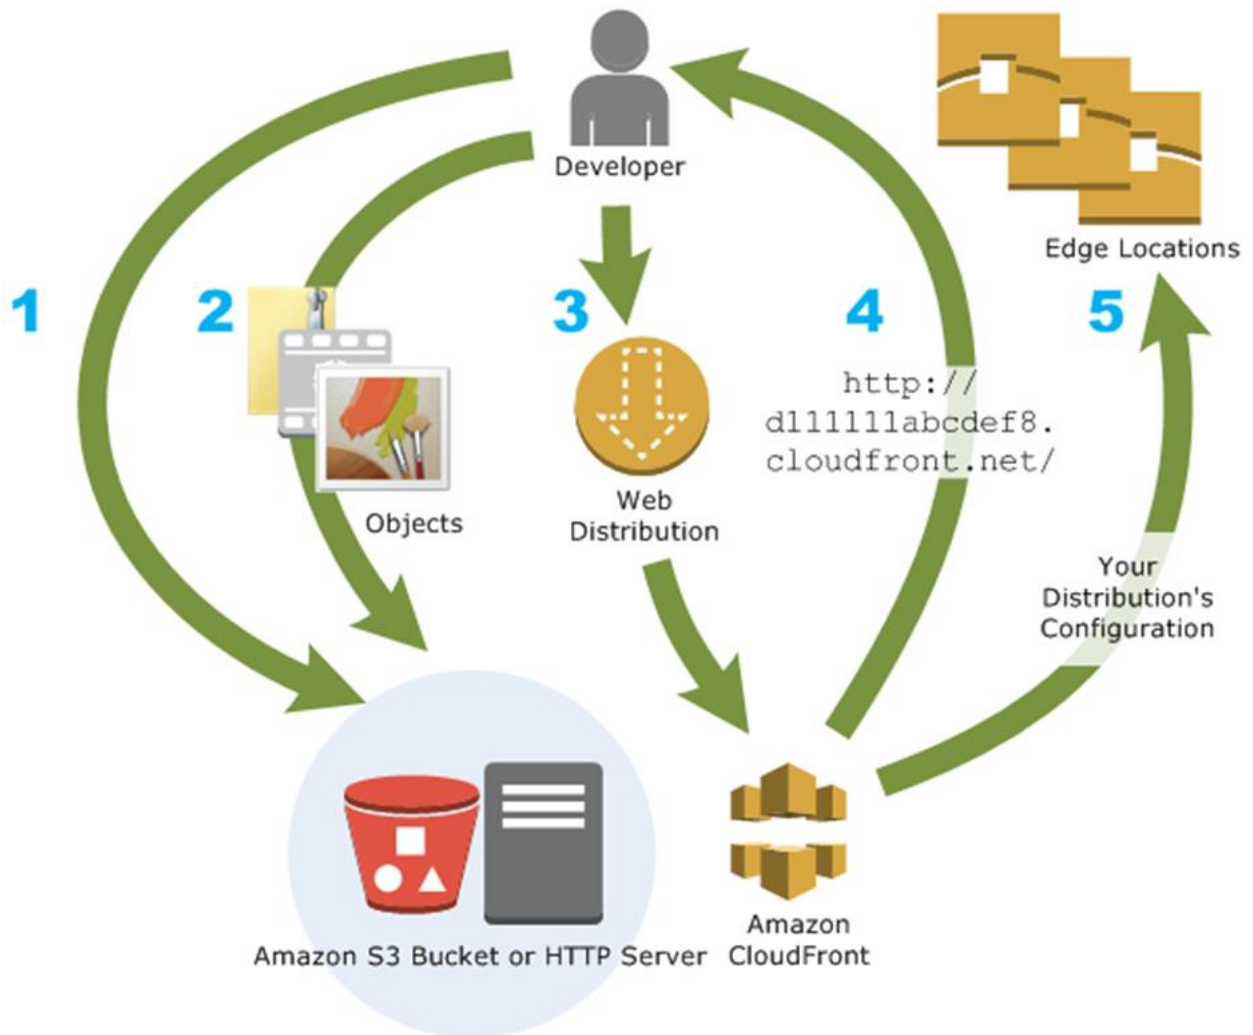 Developer
Edge Locations
1
2
3
4
5
http://
d111111abcdef8.
cloudfront.net/
Objects
Web
Distribution
Your
Distribution's
Configuration
Amazon S3 Bucket or HTTP Server
Amazon
CloudFront